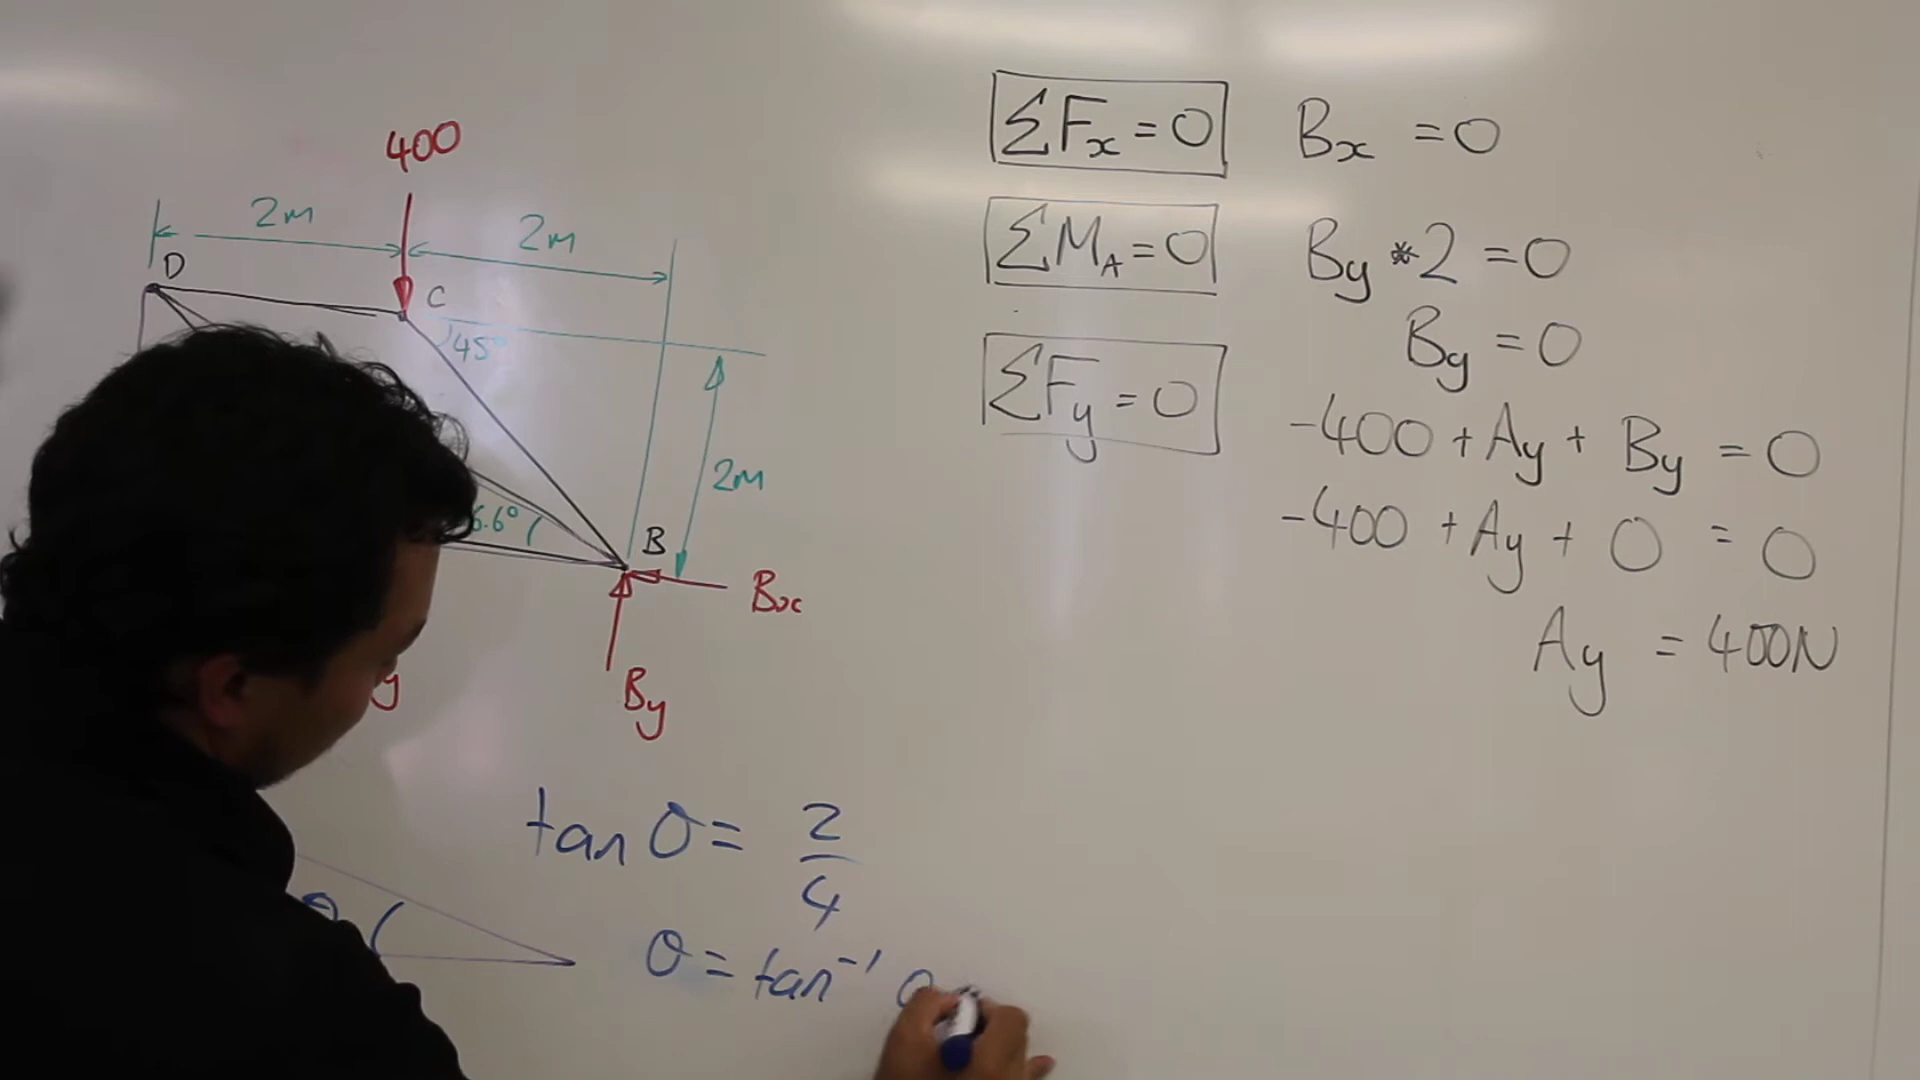 400
2m
2m
D
C
45°
2m
6.6°
B
Bx
y
By
tan θ = 2/4
θ
θ = tan⁻¹ 0
ΣFx = 0 Bx = 0
ΣMA = 0 By * 2 = 0
By = 0
ΣFy = 0
-400 + Ay + By = 0
-400 + Ay + 0 = 0
Ay = 400N